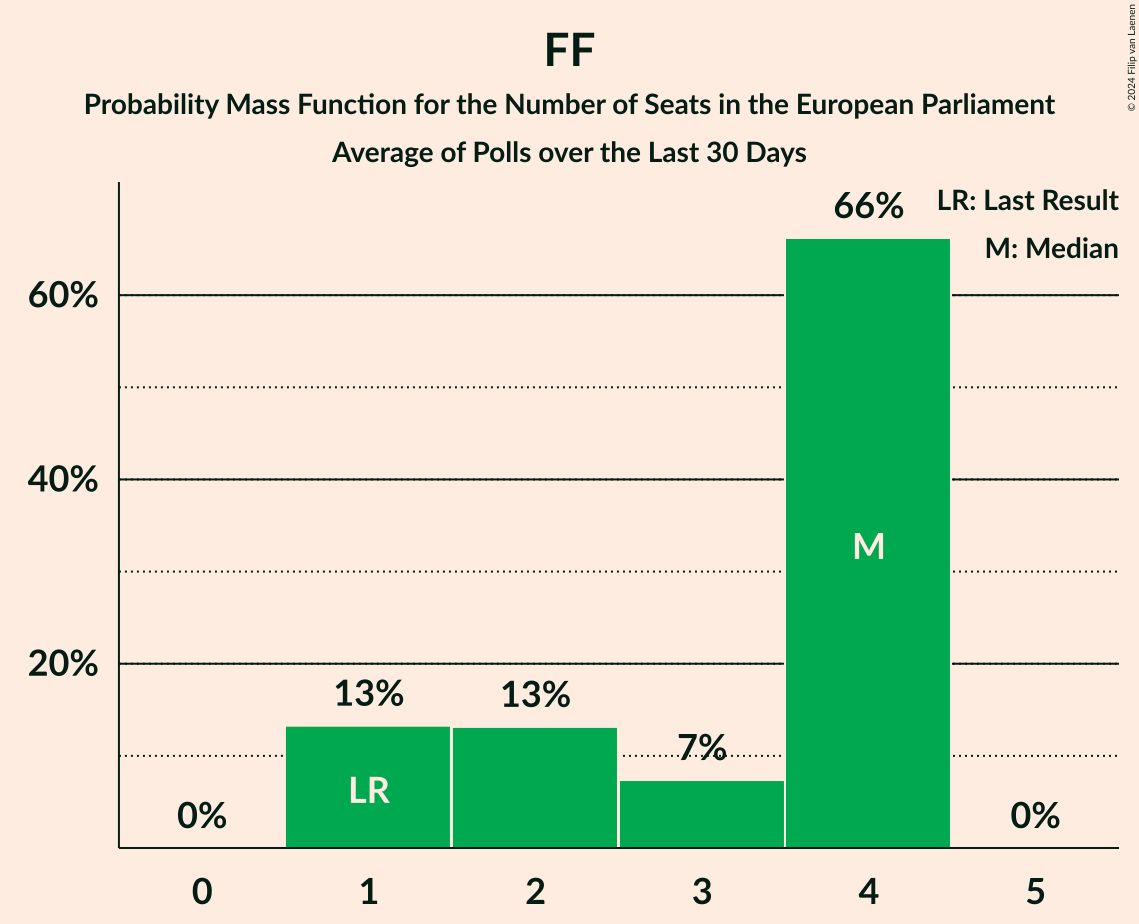 FF
Probability Mass Function for the Number of Seats in the European Parliament
Average of Polls over the Last 30 Days
© 2024 Filip van Laenen
LR: Last Result
M: Median
60%
40%
20%
0%
13%
13%
7%
66%
0%
LR
M
0
1
2
3
4
5